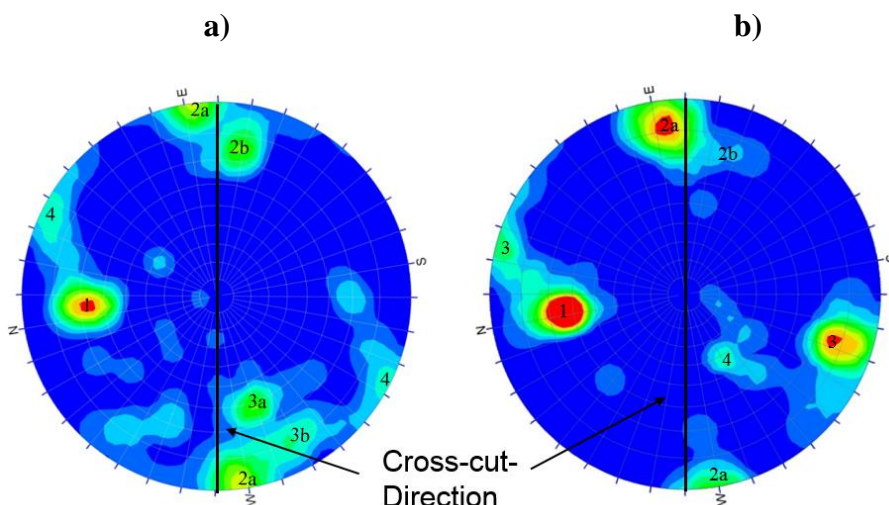 a) b)
E E
2a 2a
2b 2b
4 3
S S
1 1
N N
3
4 4
3a
3b
2a 2a
W W
Cross-cut-
Direction